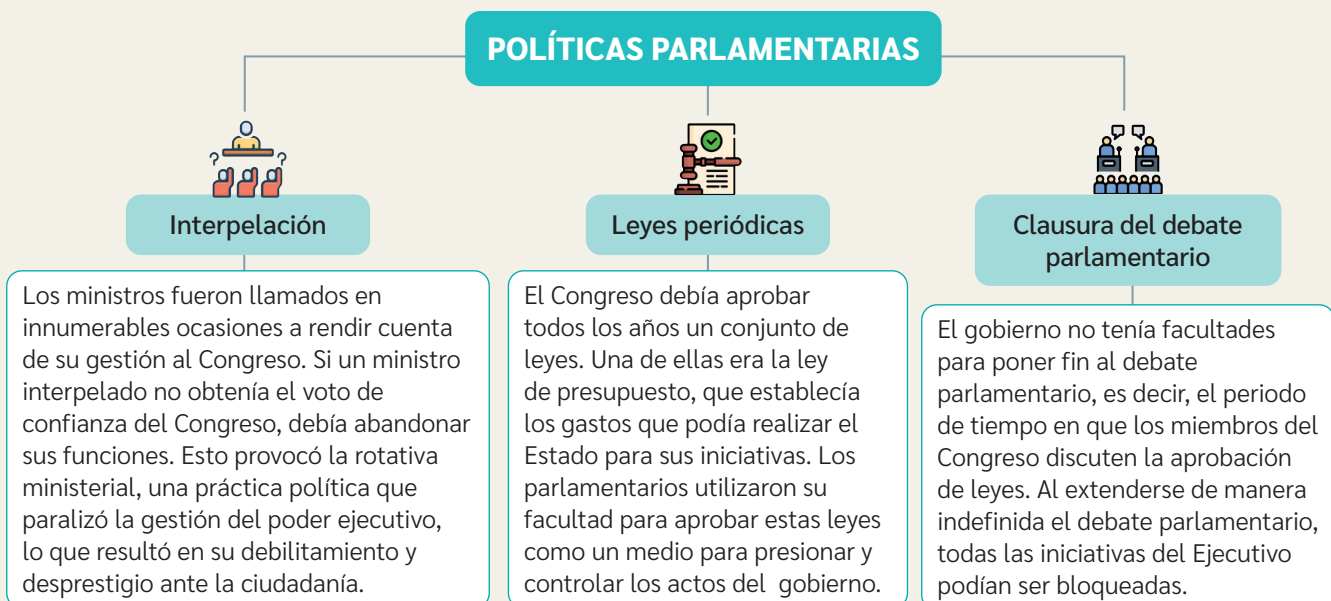 POLÍTICAS PARLAMENTARIAS
Interpelación
Los ministros fueron llamados en
innumerables ocasiones a rendir cuenta
de su gestión al Congreso. Si un ministro
interpelado no obtenía el voto de
confianza del Congreso, debía abandonar
sus funciones. Esto provocó la rotativa
ministerial, una práctica política que
paralizó la gestión del poder ejecutivo,
lo que resultó en su debilitamiento y
desprestigio ante la ciudadanía.
Leyes periódicas
El Congreso debía aprobar
todos los años un conjunto de
leyes. Una de ellas era la ley
de presupuesto, que establecía
los gastos que podía realizar el
Estado para sus iniciativas. Los
parlamentarios utilizaron su
facultad para aprobar estas leyes
como un medio para presionar y
controlar los actos del gobierno.
Clausura del debate
parlamentario
El gobierno no tenía facultades
para poner fin al debate
parlamentario, es decir, el periodo
de tiempo en que los miembros del
Congreso discuten la aprobación
de leyes. Al extenderse de manera
indefinida el debate parlamentario,
todas las iniciativas del Ejecutivo
podían ser bloqueadas.